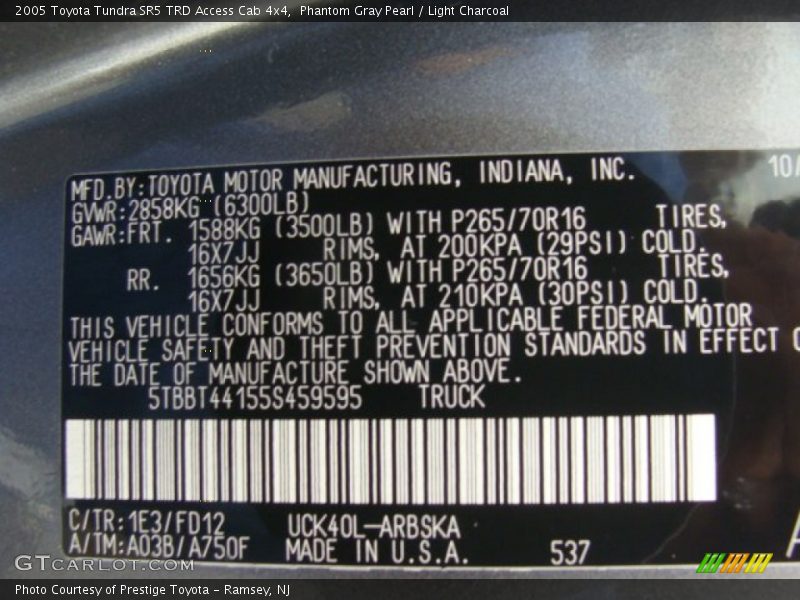 2005 Toyota Tundra SR5 TRD Access Cab 4x4,  Phantom Gray Pearl / Light Charcoal
10/
MFD.BY:TOYOTA MOTOR MANUFACTURING, INDIANA, INC.
GVWR:2858KG (6300LB)
GAWR:FRT. 1588KG (3500LB) WITH P265/70R16 TIRES,
16X7JJ RIMS, AT 200KPA (29PSI) COLD.
RR. 1656KG (3650LB) WITH P265/70R16 TIRES,
16X7JJ RIMS, AT 210KPA (30PSI) COLD.
THIS VEHICLE CONFORMS TO ALL APPLICABLE FEDERAL MOTOR
VEHICLE SAFETY AND THEFT PREVENTION STANDARDS IN EFFECT
THE DATE OF MANUFACTURE SHOWN ABOVE.
5TBBT44155S459595 TRUCK
C/TR:1E3/FD12 UCK40L-ARBSKA
A/TM:A03B/A750F MADE IN U.S.A. 537
GTCARLOT.COM
Photo Courtesy of Prestige Toyota - Ramsey, NJ